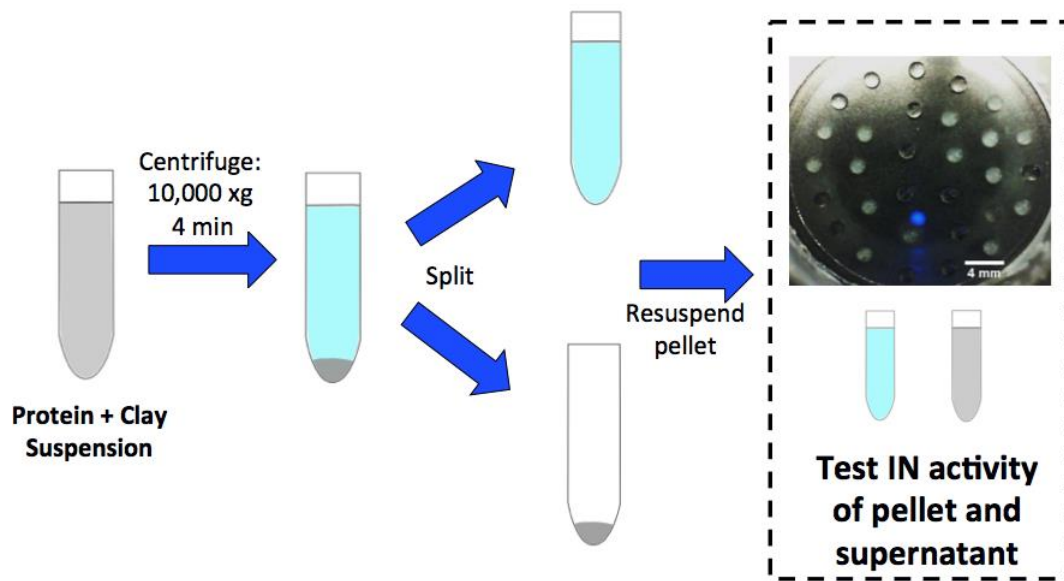 Protein + Clay
Suspension
Centrifuge:
10,000 xg
4 min
Split
Resuspend
pellet
4 mm
Test IN activity
of pellet and
supernatant